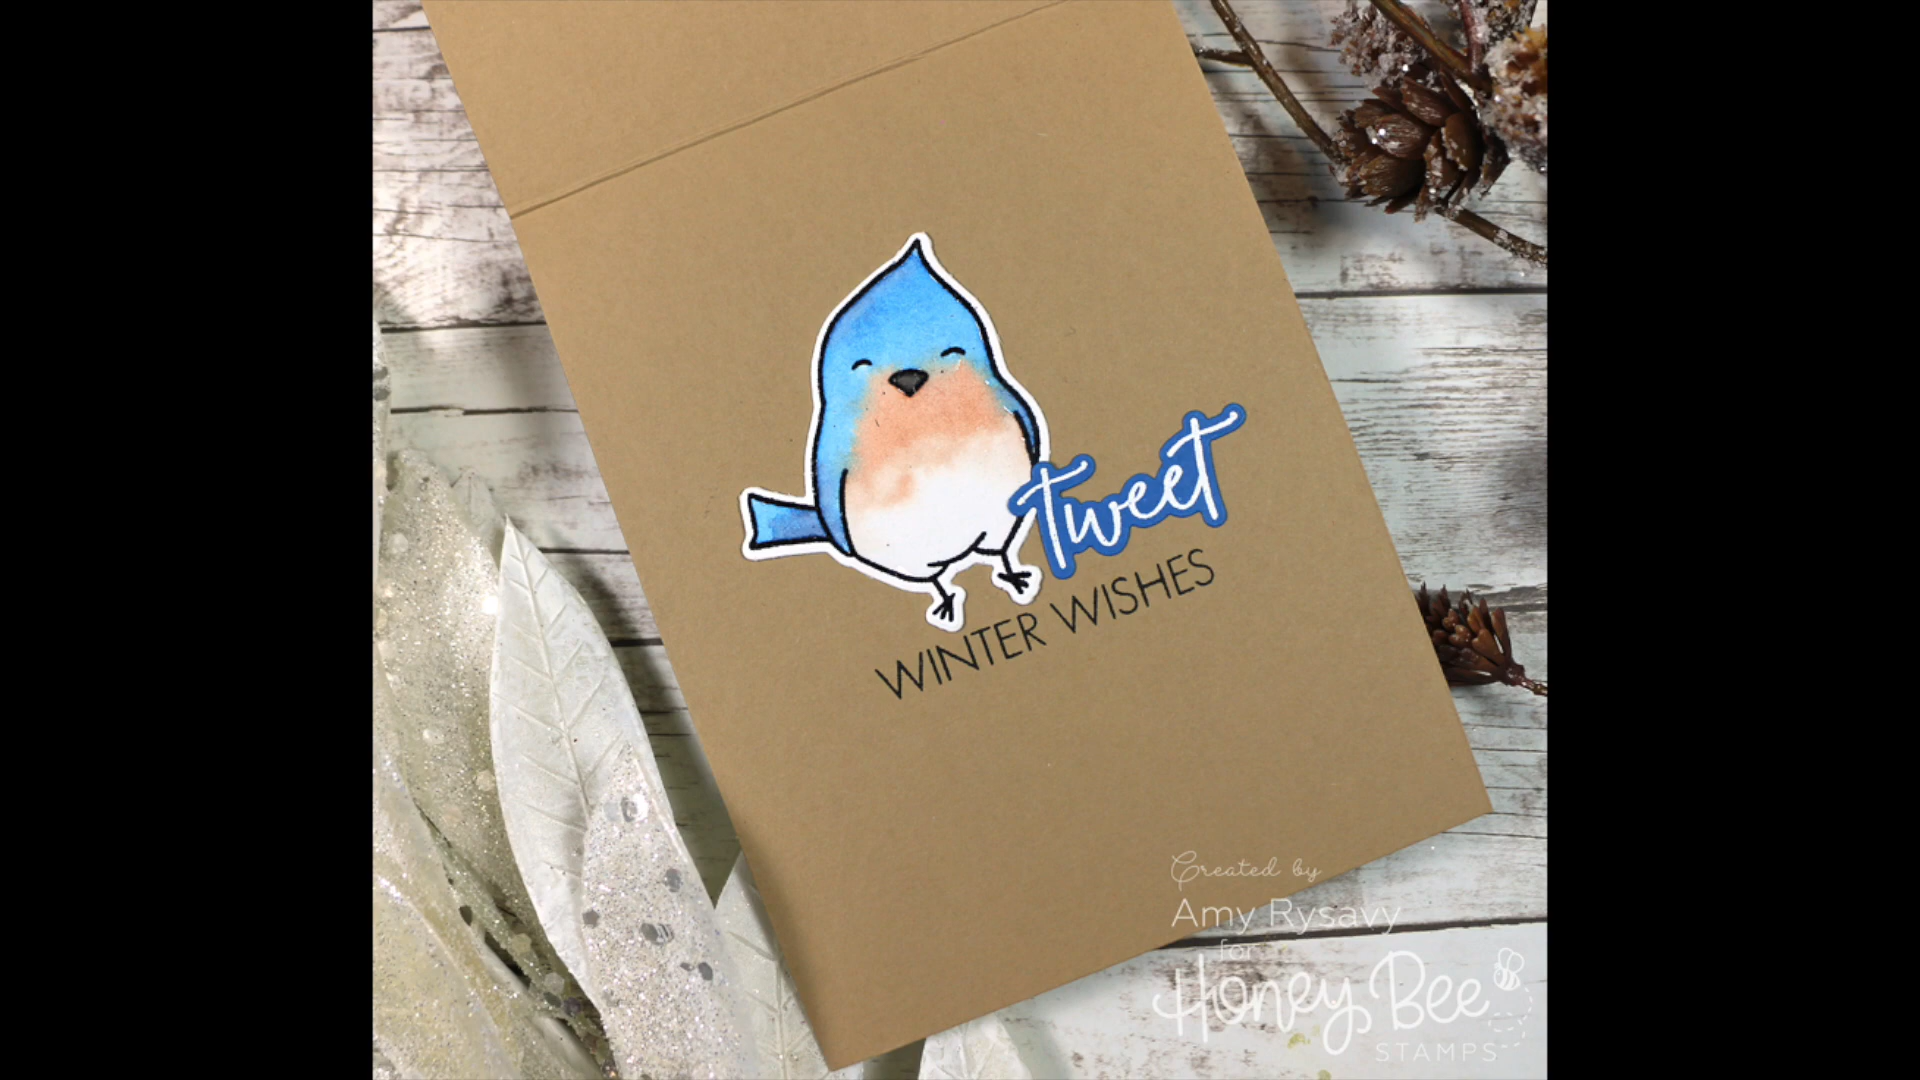 tweet
WINTER WISHES
Created by
Amy Rysavy
for
Honey Bee
STAMPS